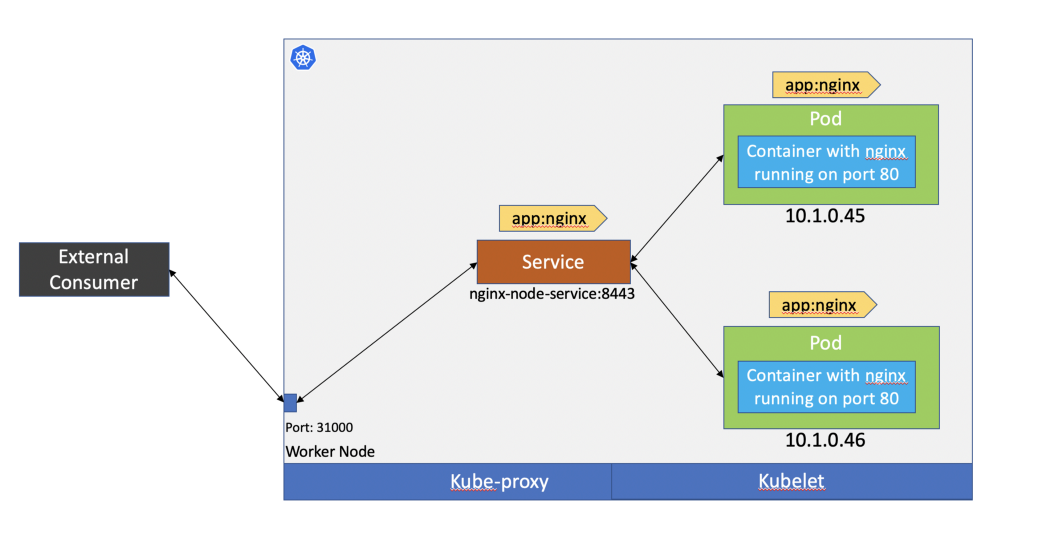 app:nginx
Pod
Container with nginx
running on port 80
10.1.0.45
app:nginx
Service
nginx-node-service:8443
External
Consumer
app:nginx
Pod
Container with nginx
running on port 80
10.1.0.46
Port: 31000
Worker Node
Kube-proxy
Kubelet